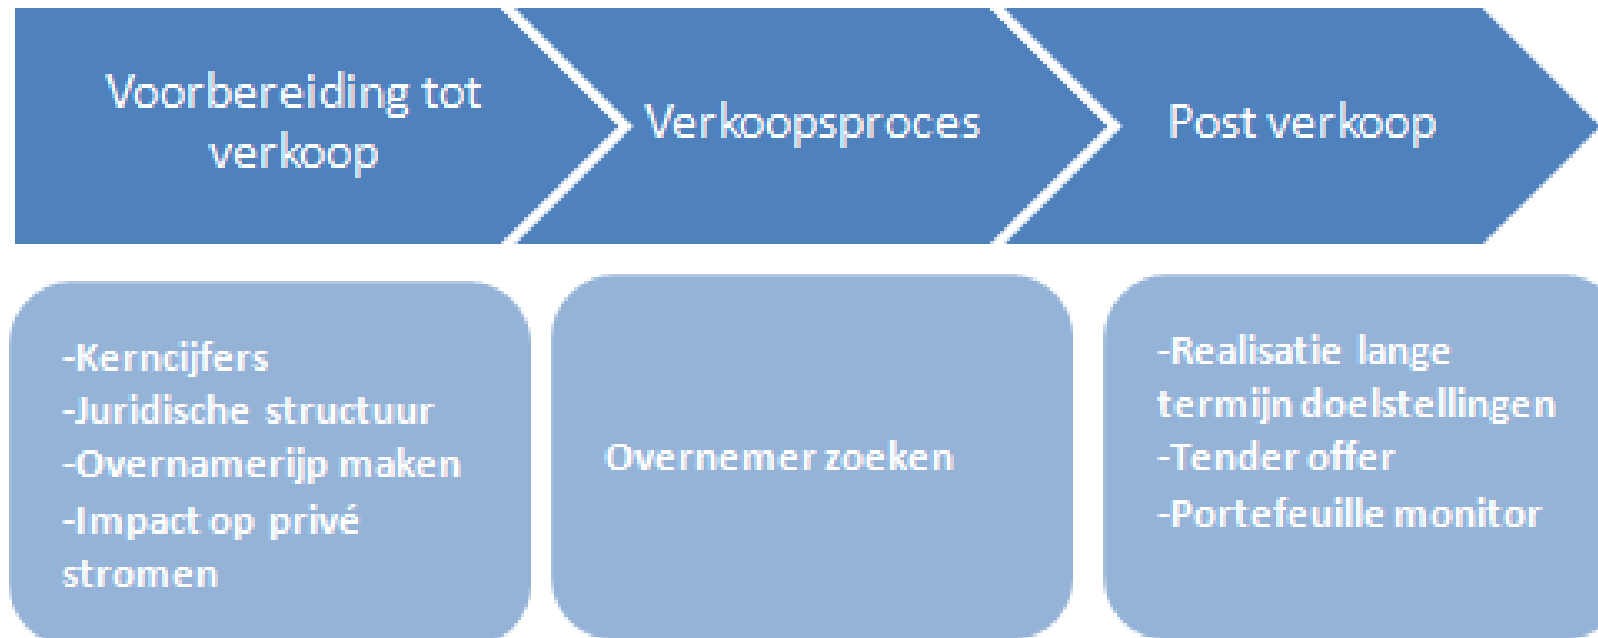 Voorbereiding tot
verkoop
Verkoopsproces
Post verkoop
-Kerncijfers
-Juridische structuur
-Overnamerijp maken
-Impact op privé
stromen
Overnemer zoeken
-Realisatie lange
termijn doelstellingen
-Tender offer
-Portefeuille monitor